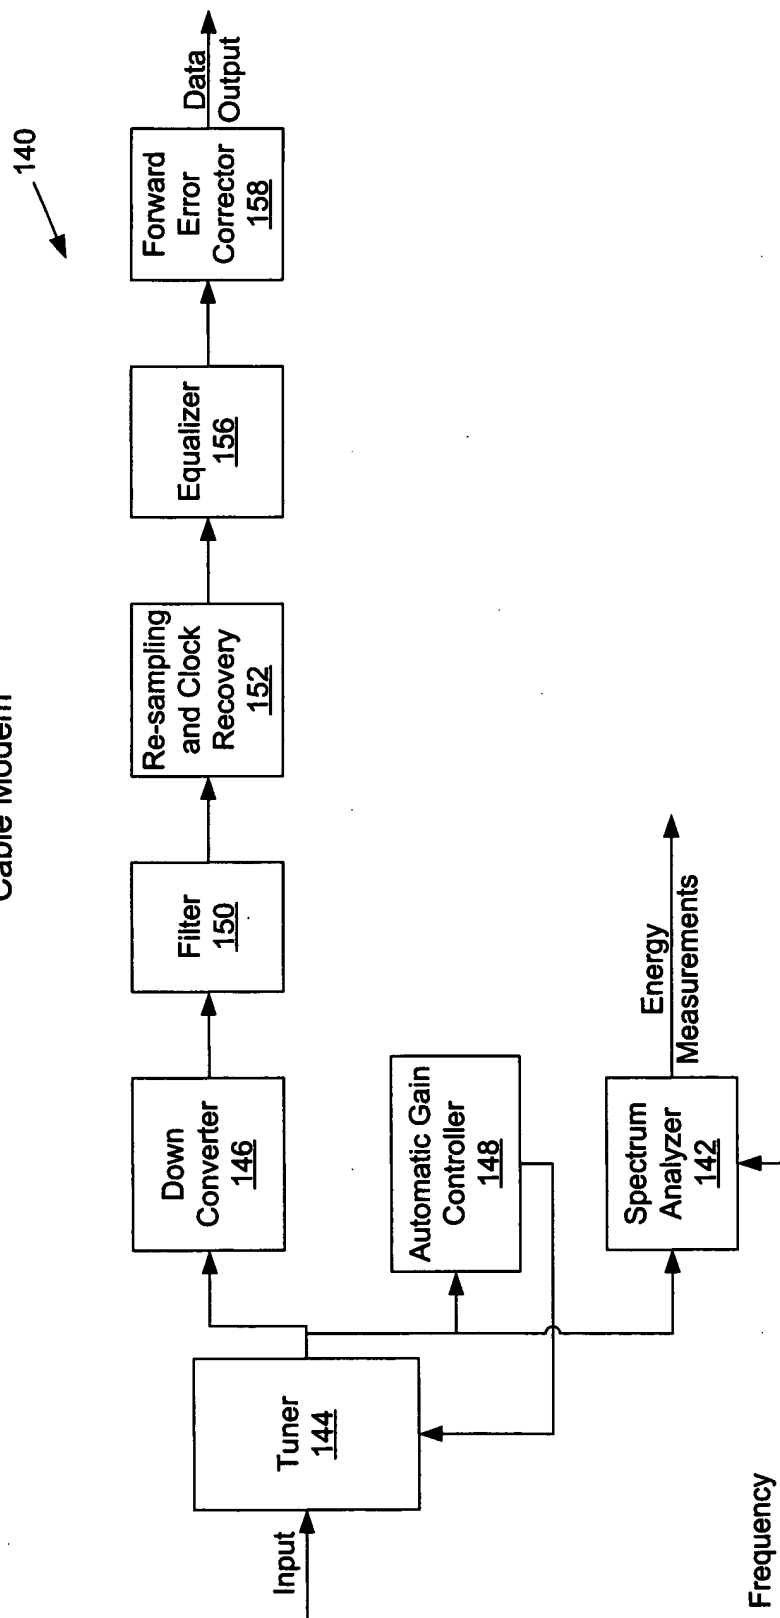 Cable Modem
140
Input
Tuner
144
Down
Converter
146
Filter
150
Re-sampling
and Clock
Recovery
152
Equalizer
156
Forward
Error
Corrector
158
Data
Output
Automatic Gain
Controller
148
Spectrum
Analyzer
142
Energy
Measurements
Frequency